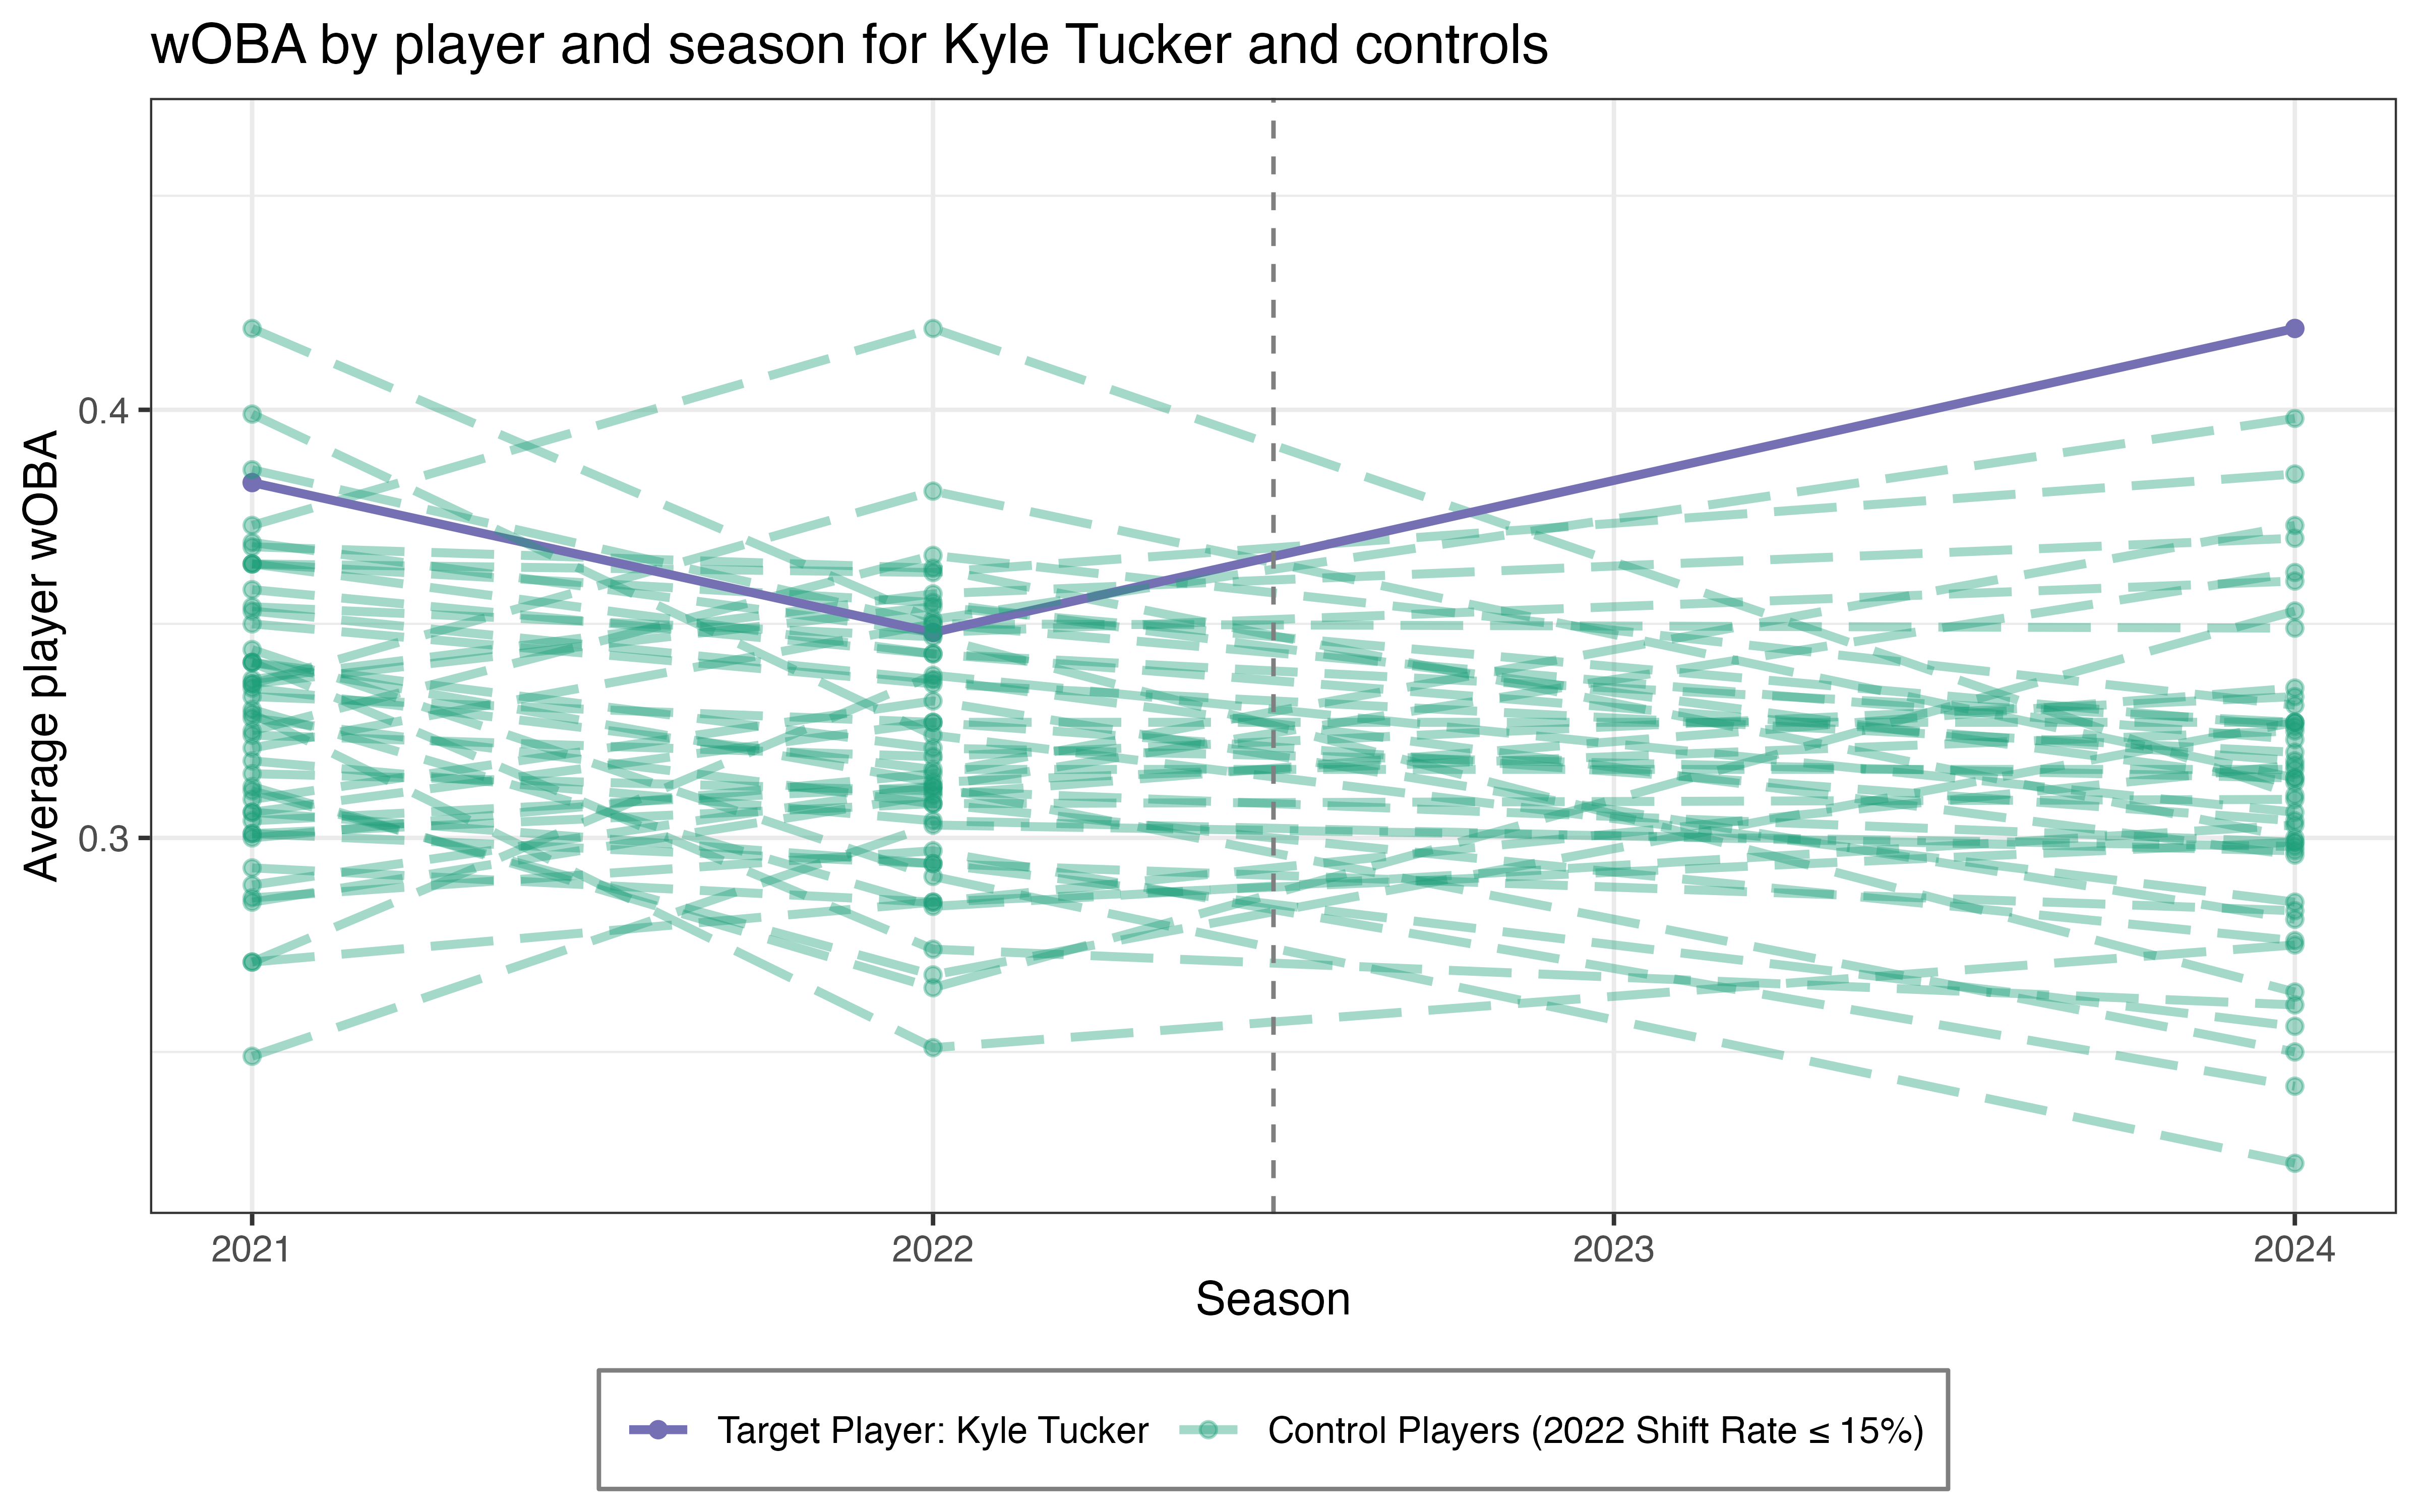 wOBA by player and season for Kyle Tucker and controls
Average player wOBA
0.4
0.3
2021 2022 2023 2024
Season
Target Player: Kyle Tucker Control Players (2022 Shift Rate ≤ 15%)